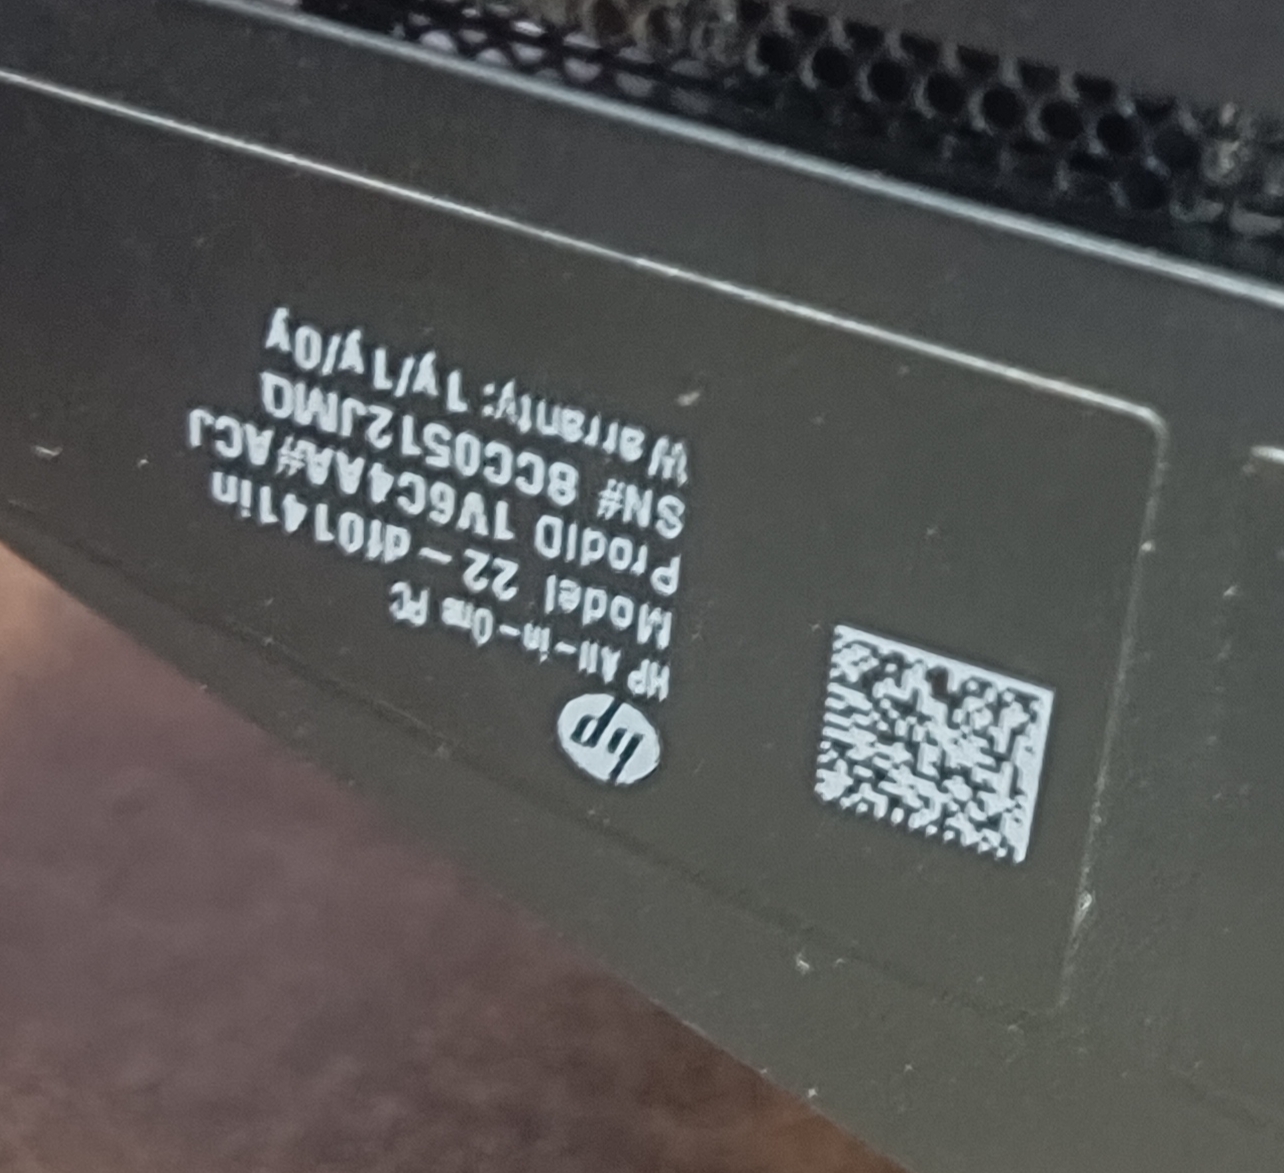 hp
HP All-in-One PC
Model 22-df0141in
ProdID 1V6C4AA#ACJ
SN# 8CC0512JMQ
Warranty: 1y/1y/0y